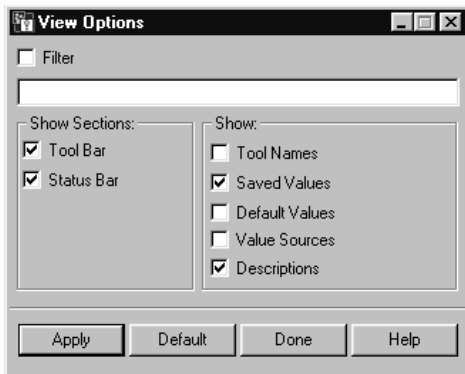 View Options
Filter
Show Sections:
Tool Bar
Status Bar
Show:
Tool Names
Saved Values
Default Values
Value Sources
Descriptions
Apply
Default
Done
Help